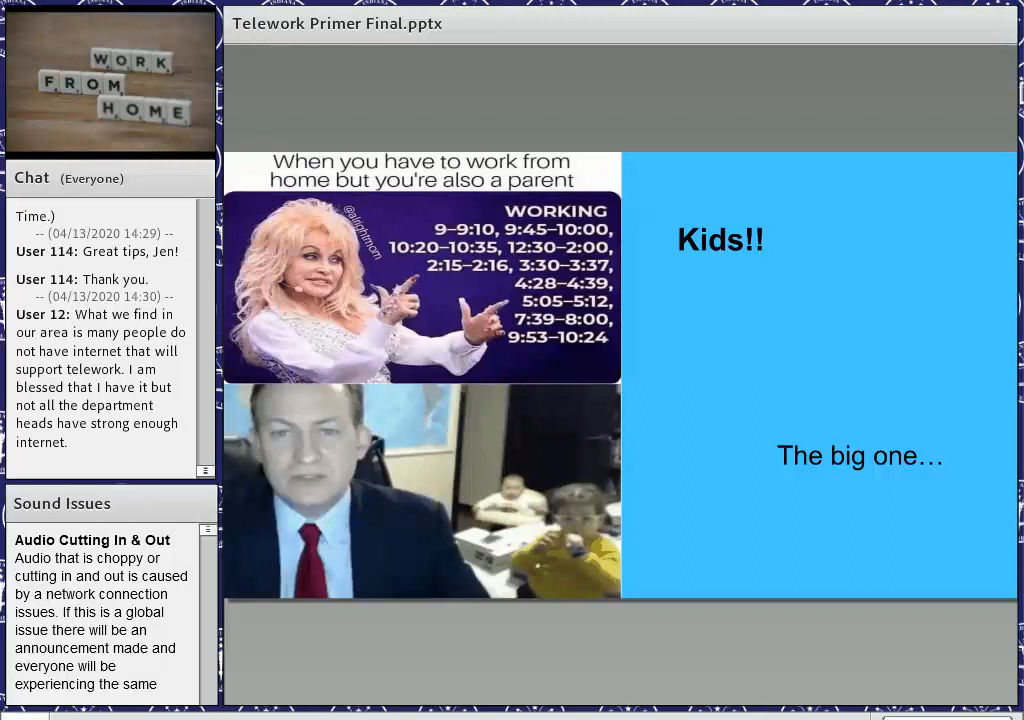 WORK
FROM
HOME
Chat (Everyone)
Time.)
-- (04/13/2020 14:29) --
User 114: Great tips, Jen!
User 114: Thank you.
-- (04/13/2020 14:30) --
User 12: What we find in
our area is many people do
not have internet that will
support telework. I am
blessed that I have it but
not all the department
heads have strong enough
internet.
Sound Issues
Audio Cutting In & Out
Audio that is choppy or
cutting in and out is caused
by a network connection
issues. If this is a global
issue there will be an
announcement made and
everyone will be
experiencing the same
Telework Primer Final.pptx
When you have to work from
home but you're also a parent
@alrightmom
WORKING
9–9:10, 9:45–10:00,
10:20–10:35, 12:30–2:00,
2:15–2:16, 3:30–3:37,
4:28–4:39,
5:05–5:12,
7:39–8:00,
9:53–10:24
Kids!!
The big one…